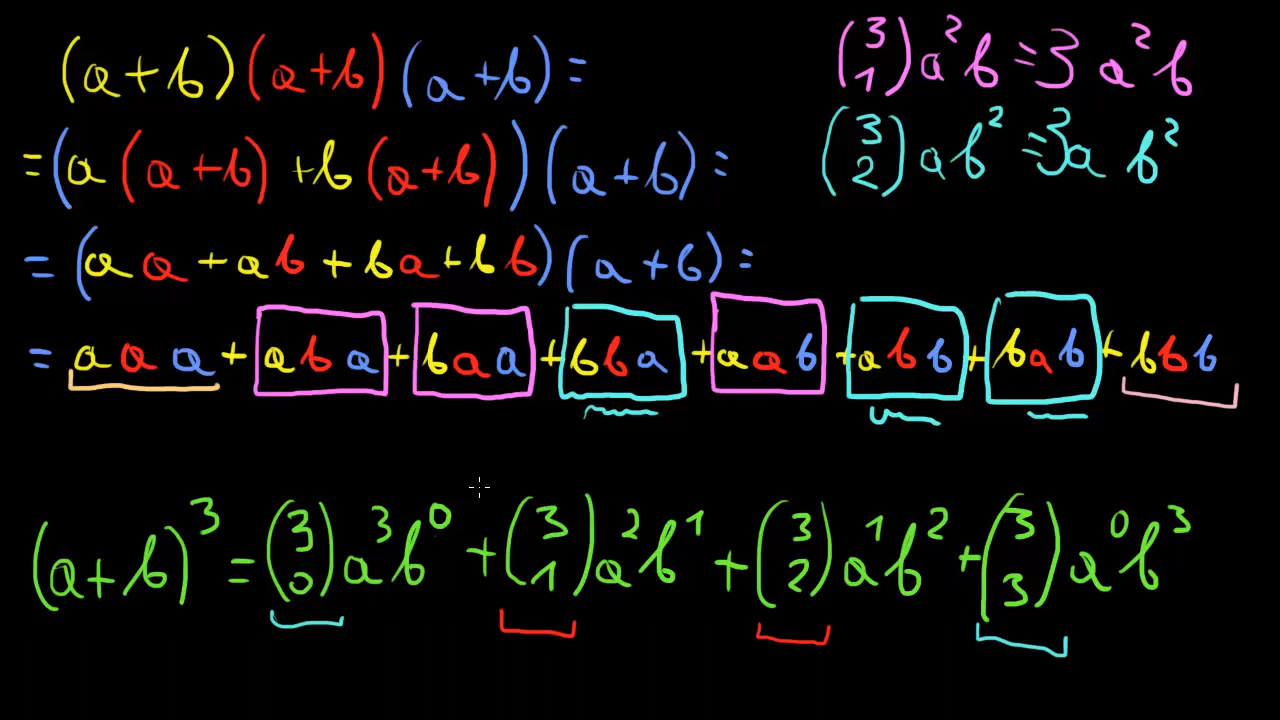 (a+b)(a+b)(a+b)=
=(a(a+b)+b(a+b))(a+b)=
=(aa+ab+ba+bb)(a+b)=
=aaa+aba+baa+bba+aab+abb+bab+bbb
(3 1)a²b=3a²b
(3 2)ab²=3ab²
(a+b)³=(3 0)a³b⁰+(3 1)a²b¹+(3 2)a¹b²+(3 3)a⁰b³